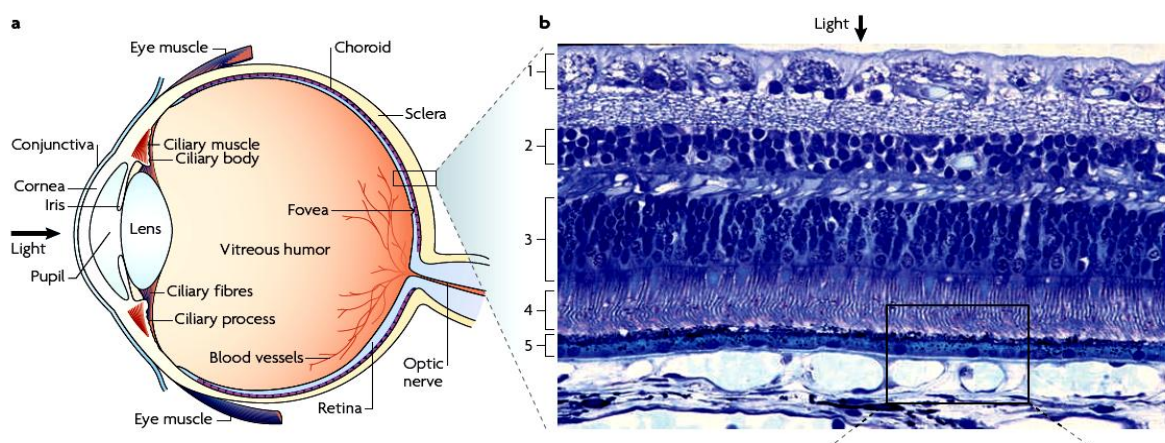 a
Eye muscle
Choroid
Sclera
Conjunctiva
Ciliary muscle
Ciliary body
Cornea
Iris
Fovea
Lens
Light
Vitreous humor
Pupil
Ciliary fibres
Ciliary process
Blood vessels
Optic
nerve
Retina
Eye muscle
b
Light
1
2
3
4
5